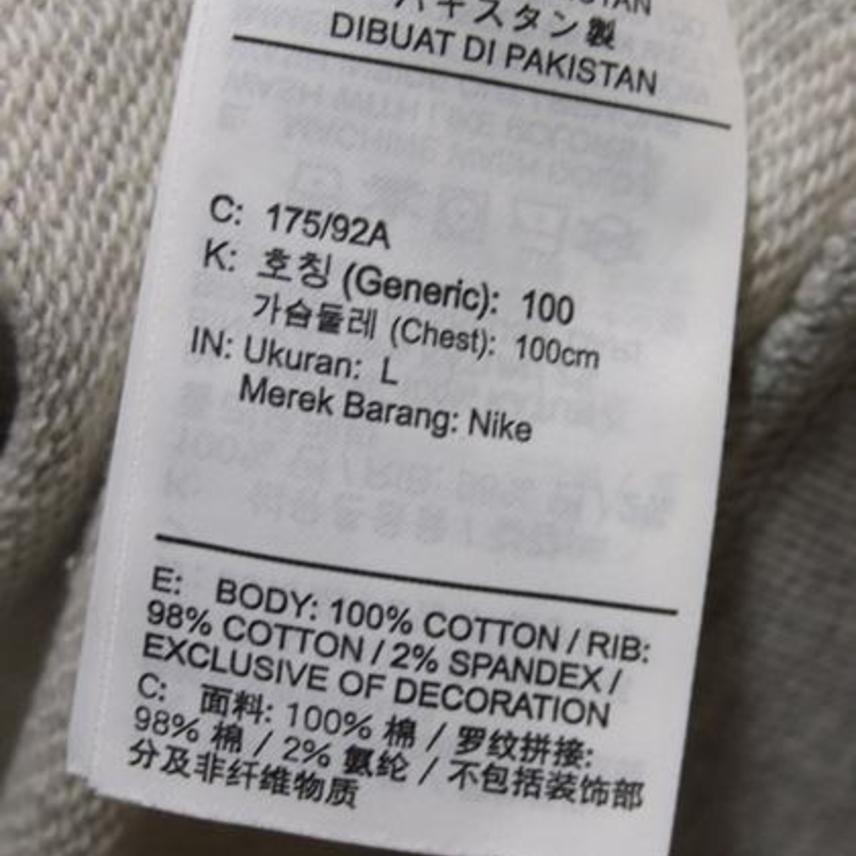 パキスタン製
DIBUAT DI PAKISTAN
C: 175/92A
K: 호칭 (Generic): 100
가슴둘레 (Chest): 100cm
IN: Ukuran: L
Merek Barang: Nike
E: BODY: 100% COTTON / RIB:
98% COTTON / 2% SPANDEX /
EXCLUSIVE OF DECORATION
C: 面料: 100% 棉 / 罗纹拼接:
98% 棉 / 2% 氨纶 / 不包括装饰部
分及非纤维物质